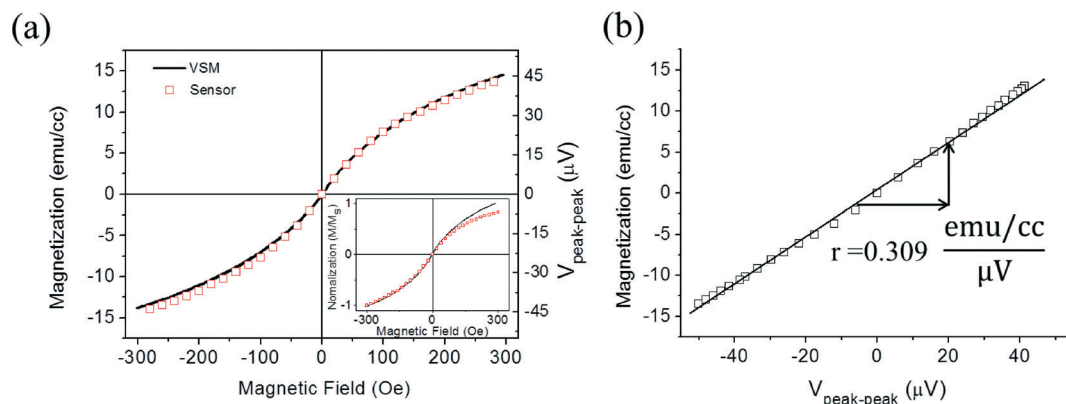 (a)
15
10
5
0
-5
-10
-15
Magnetization (emu/cc)
VSM
Sensor
45
30
15
0
-15
-30
-45
V peak-peak (μV)
-300 -200 -100 0 100 200 300
Magnetic Field (Oe)
1
0
-1
Nomalization (M/Ms)
-300 0 300
Magnetic Field (Oe)
(b)
15
10
5
0
-5
-10
-15
Magnetization (emu/cc)
r =0.309 emu/cc
μV
-40 -20 0 20 40
V peak-peak (μV)